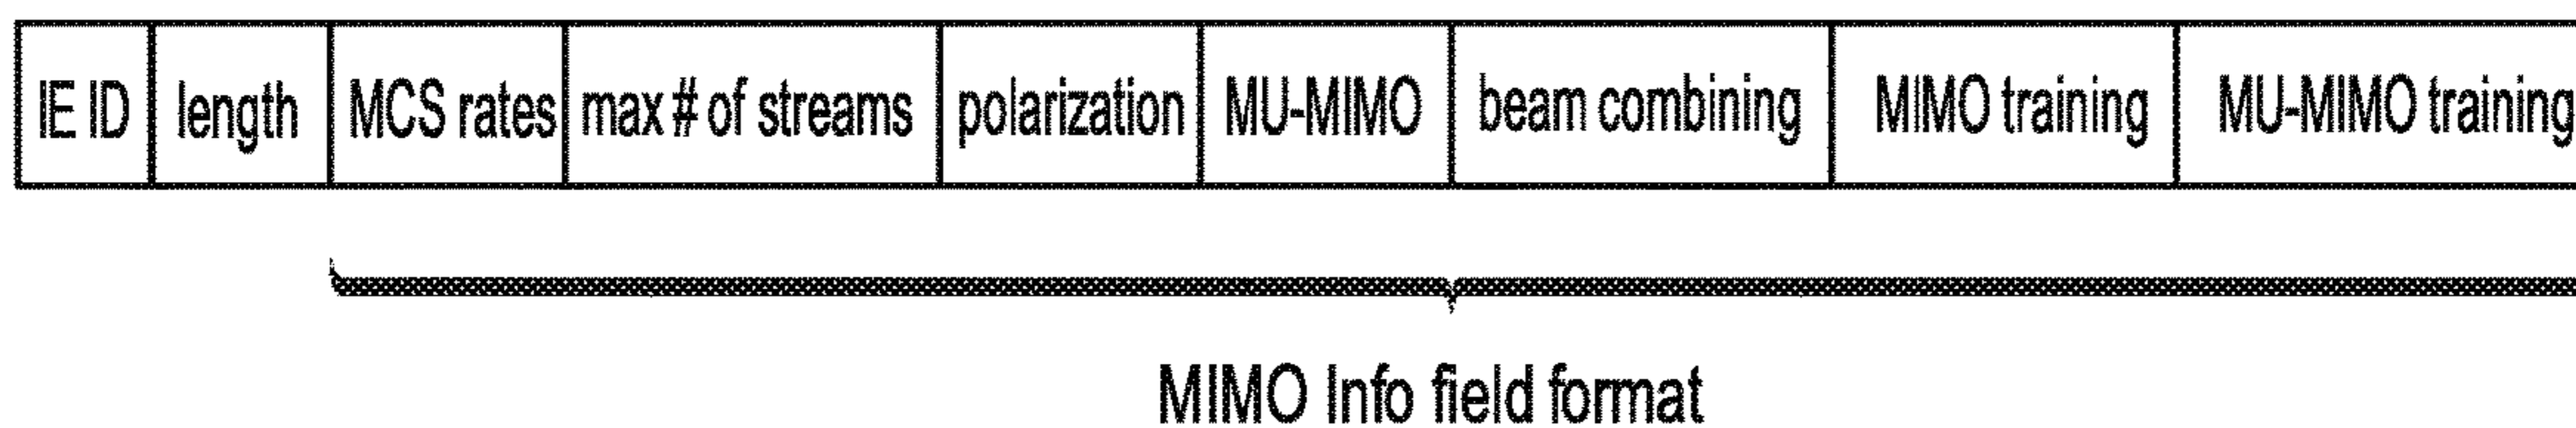 IE ID length MCS rates max # of streams polarization MU-MIMO beam combining MIMO training MU-MIMO training
MIMO Info field format